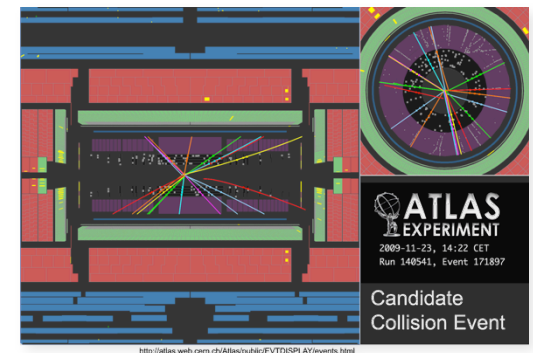 ATLAS
EXPERIMENT
2009-11-23, 14:22 CET
Run 140541, Event 171897
Candidate
Collision Event
http://atlas.web.cern.ch/Atlas/public/EVTDISPLAY/events.html